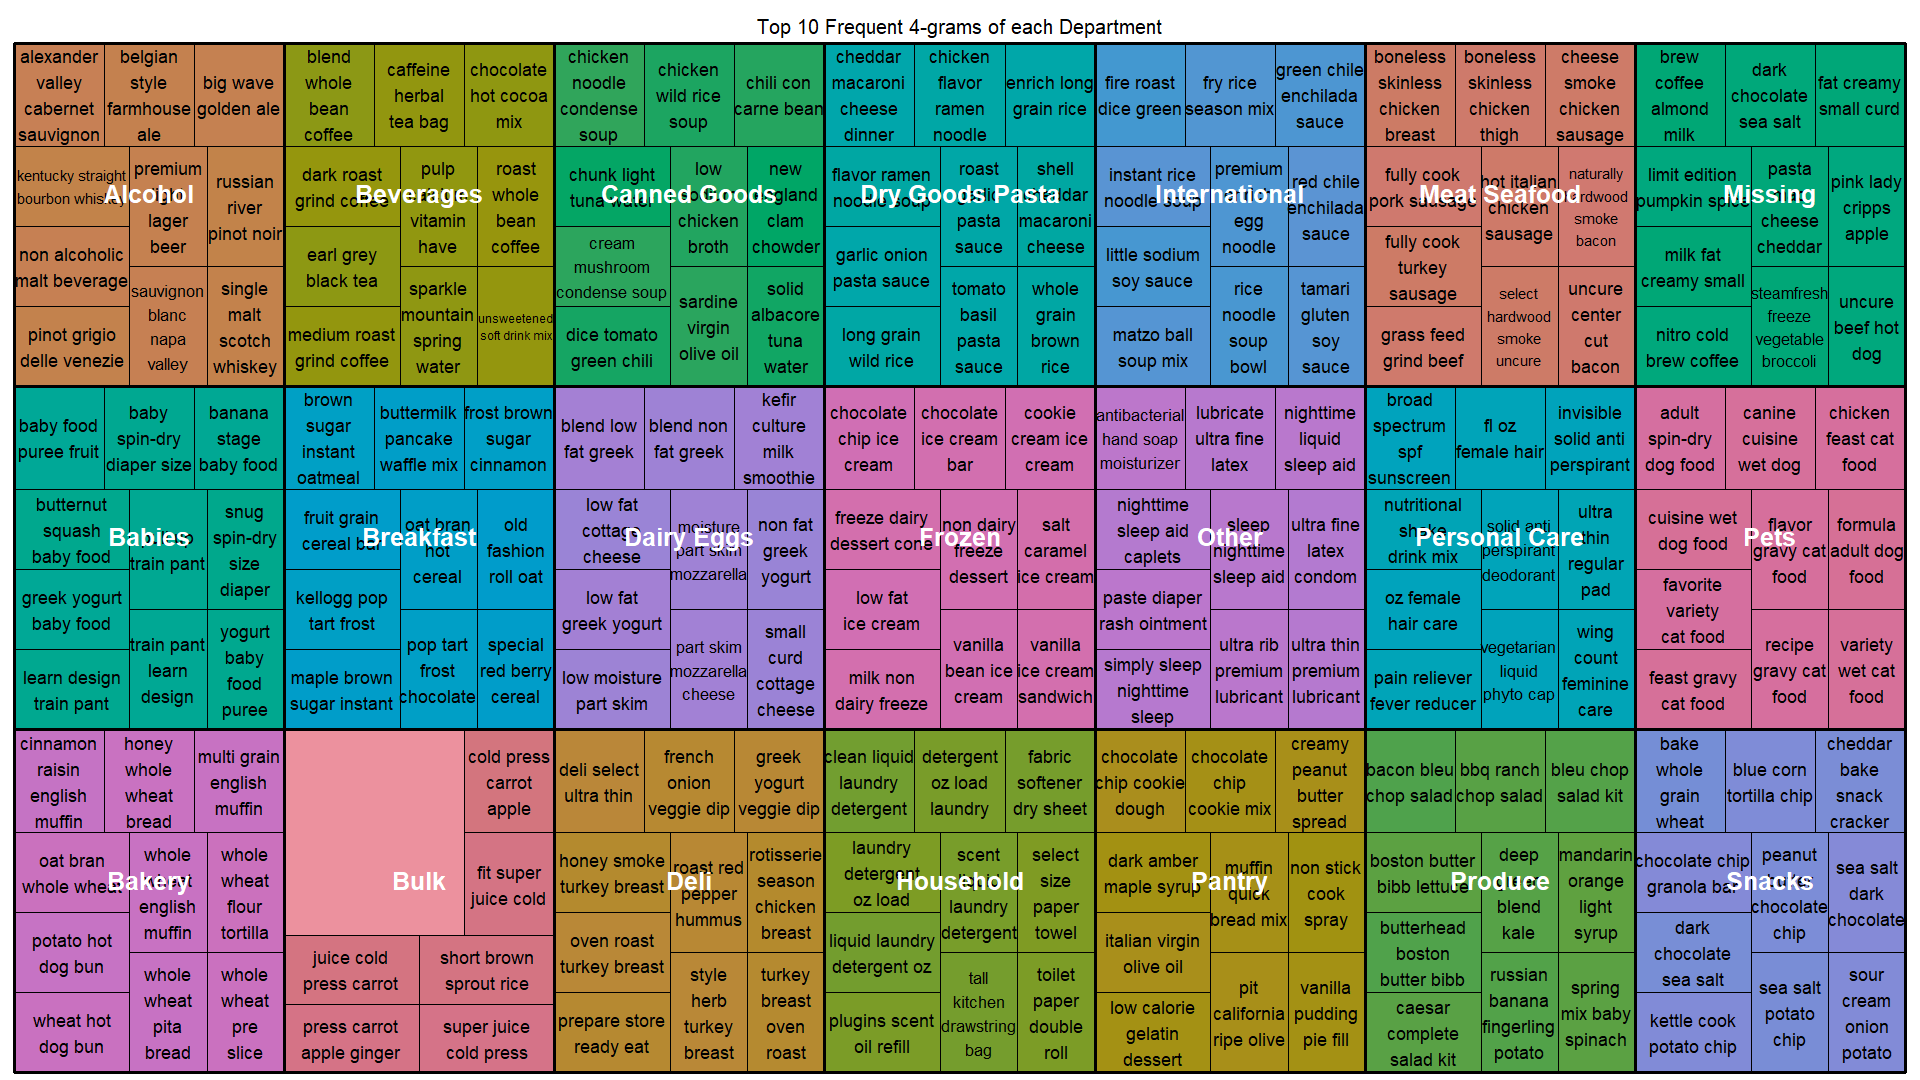 Top 10 Frequent 4-grams of each Department
alexander
valley
cabernet
sauvignon
belgian
style
farmhouse
ale
big wave
golden ale
kentucky straight
bourbon whiskey
premium
light
lager
beer
russian
river
pinot noir
non alcoholic
malt beverage
pinot grigio
delle venezie
sauvignon
blanc
napa
valley
single
malt
scotch
whiskey
Alcohol
blend
whole
bean
coffee
caffeine
herbal
tea bag
chocolate
hot cocoa
mix
dark roast
grind coffee
pulp
vitamin
have
roast
whole
bean
coffee
earl grey
black tea
medium roast
grind coffee
sparkle
mountain
spring
water
unsweetened
soft drink mix
Beverages
chicken
noodle
condense
soup
chicken
wild rice
soup
chili con
carne bean
chunk light
tuna water
low
sodium
chicken
broth
new
england
clam
chowder
cream
mushroom
condense soup
dice tomato
green chili
sardine
virgin
olive oil
solid
albacore
tuna
water
Canned Goods
cheddar
macaroni
cheese
dinner
chicken
flavor
ramen
noodle
enrich long
grain rice
flavor ramen
noodle soup
roast
garlic
pasta
sauce
shell
cheddar
macaroni
cheese
garlic onion
pasta sauce
long grain
wild rice
tomato
basil
pasta
sauce
whole
grain
brown
rice
Dry Goods Pasta
fire roast
dice green
fry rice
season mix
green chile
enchilada
sauce
instant rice
noodle soup
premium
egg
noodle
red chile
enchilada
sauce
little sodium
soy sauce
matzo ball
soup mix
rice
noodle
soup
bowl
tamari
gluten
soy
sauce
International
boneless
skinless
chicken
breast
boneless
skinless
chicken
thigh
cheese
smoke
chicken
sausage
fully cook
pork sausage
hot italian
chicken
sausage
naturally
hardwood
smoke
bacon
fully cook
turkey
sausage
grass feed
grind beef
select
hardwood
smoke
uncure
uncure
center
cut
bacon
Meat Seafood
brew
coffee
almond
milk
dark
chocolate
sea salt
fat creamy
small curd
limit edition
pumpkin spice
pasta
cheese
cheddar
pink lady
cripps
apple
milk fat
creamy small
nitro cold
brew coffee
steamfresh
freeze
vegetable
broccoli
uncure
beef hot
dog
Missing
baby food
puree fruit
baby
spin-dry
diaper size
banana
stage
baby food
butternut
squash
baby food
train pant
snug
spin-dry
size
diaper
greek yogurt
baby food
learn design
train pant
train pant
learn
design
yogurt
baby
food
puree
Babies
brown
sugar
instant
oatmeal
buttermilk
pancake
waffle mix
frost brown
sugar
cinnamon
fruit grain
cereal bar
oat bran
hot
cereal
old
fashion
roll oat
kellogg pop
tart frost
maple brown
sugar instant
pop tart
frost
chocolate
special
red berry
cereal
Breakfast
blend low
fat greek
blend non
fat greek
kefir
culture
milk
smoothie
low fat
cottage
cheese
moisture
part skim
mozzarella
non fat
greek
yogurt
low fat
greek yogurt
low moisture
part skim
part skim
mozzarella
cheese
small
curd
cottage
cheese
Dairy Eggs
chocolate
chip ice
cream
chocolate
ice cream
bar
cookie
cream ice
cream
freeze dairy
dessert cone
non dairy
freeze
dessert
salt
caramel
ice cream
low fat
ice cream
milk non
dairy freeze
vanilla
bean ice
cream
vanilla
ice cream
sandwich
Frozen
antibacterial
hand soap
moisturizer
lubricate
ultra fine
latex
nighttime
liquid
sleep aid
nighttime
sleep aid
caplets
sleep
nighttime
sleep aid
ultra fine
latex
condom
paste diaper
rash ointment
simply sleep
nighttime
sleep
ultra rib
premium
lubricant
ultra thin
premium
lubricant
Other
broad
spectrum
spf
sunscreen
fl oz
female hair
invisible
solid anti
perspirant
nutritional
shake
drink mix
solid anti
perspirant
deodorant
ultra
thin
regular
pad
oz female
hair care
pain reliever
fever reducer
vegetarian
liquid
phyto cap
wing
count
feminine
care
Personal Care
adult
spin-dry
dog food
canine
cuisine
wet dog
chicken
feast cat
food
cuisine wet
dog food
flavor
gravy cat
food
formula
adult dog
food
favorite
variety
cat food
feast gravy
cat food
recipe
gravy cat
food
variety
wet cat
food
Pets
cinnamon
raisin
english
muffin
honey
whole
wheat
bread
multi grain
english
muffin
oat bran
whole wheat
whole
wheat
english
muffin
whole
wheat
flour
tortilla
potato hot
dog bun
wheat hot
dog bun
whole
wheat
pita
bread
whole
wheat
pre
slice
Bakery
cold press
carrot
apple
fit super
juice cold
juice cold
press carrot
short brown
sprout rice
press carrot
apple ginger
super juice
cold press
Bulk
deli select
ultra thin
french
onion
veggie dip
greek
yogurt
veggie dip
honey smoke
turkey breast
roast red
pepper
hummus
rotisserie
season
chicken
breast
oven roast
turkey breast
prepare store
ready eat
style
herb
turkey
breast
turkey
breast
oven
roast
Deli
clean liquid
laundry
detergent
detergent
oz load
laundry
fabric
softener
dry sheet
laundry
detergent
oz load
scent
liquid
laundry
detergent
select
size
paper
towel
liquid laundry
detergent oz
plugins scent
oil refill
tall
kitchen
drawstring
bag
toilet
paper
double
roll
Household
chocolate
chip cookie
dough
chocolate
chip
cookie mix
creamy
peanut
butter
spread
dark amber
maple syrup
muffin
quick
bread mix
non stick
cook
spray
italian virgin
olive oil
low calorie
gelatin
dessert
pit
california
ripe olive
vanilla
pudding
pie fill
Pantry
bacon bleu
chop salad
bbq ranch
chop salad
bleu chop
salad kit
boston butter
bibb lettuce
deep
blend
kale
mandarin
orange
light
syrup
butterhead
boston
butter bibb
caesar
complete
salad kit
russian
banana
fingerling
potato
spring
mix baby
spinach
Produce
bake
whole
grain
wheat
blue corn
tortilla chip
cheddar
bake
snack
cracker
chocolate chip
granola bar
peanut
butter
chocolate
chip
sea salt
dark
chocolate
dark
chocolate
sea salt
kettle cook
potato chip
sea salt
potato
chip
sour
cream
onion
potato
Snacks